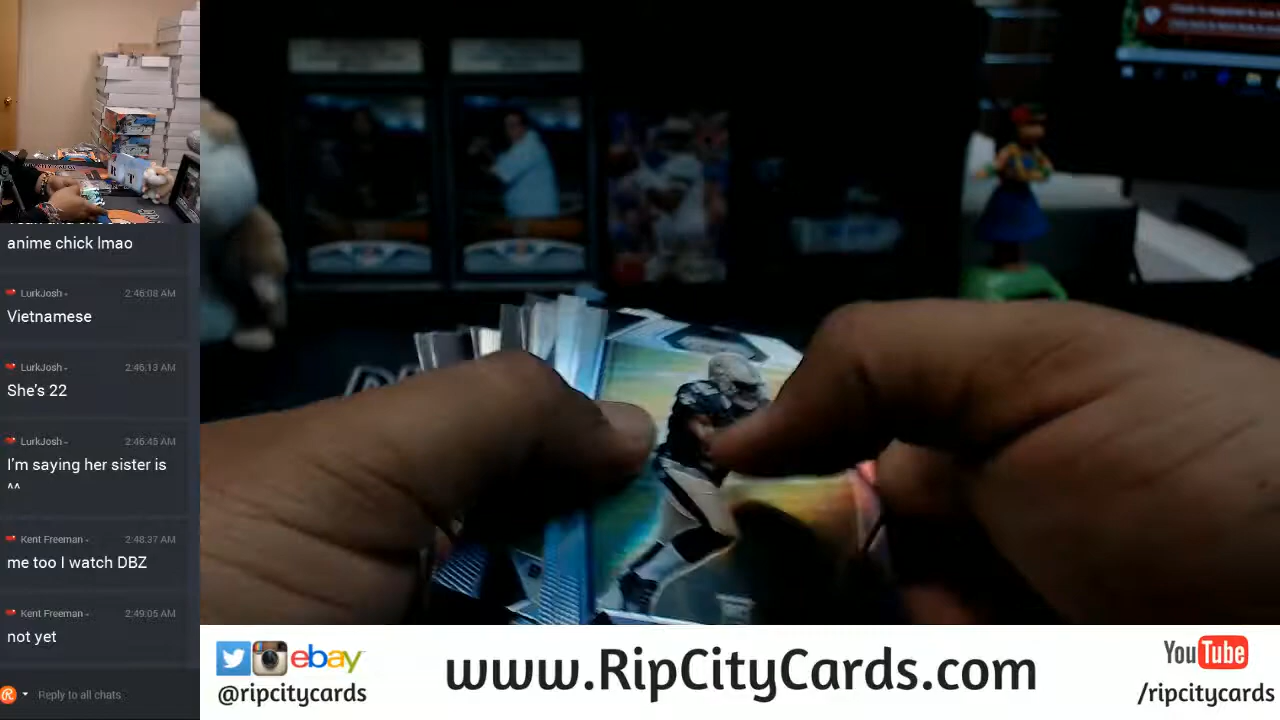 anime chick lmao
LurkJosh - 2:46:08 AM
Vietnamese
LurkJosh - 2:46:13 AM
She's 22
LurkJosh - 2:46:45 AM
I'm saying her sister is
^^
Kent Freeman - 2:48:37 AM
me too I watch DBZ
Kent Freeman - 2:49:05 AM
not yet
Reply to all chats
ebay
@ripcitycards
www.RipCityCards.com
YouTube
/ripcitycards